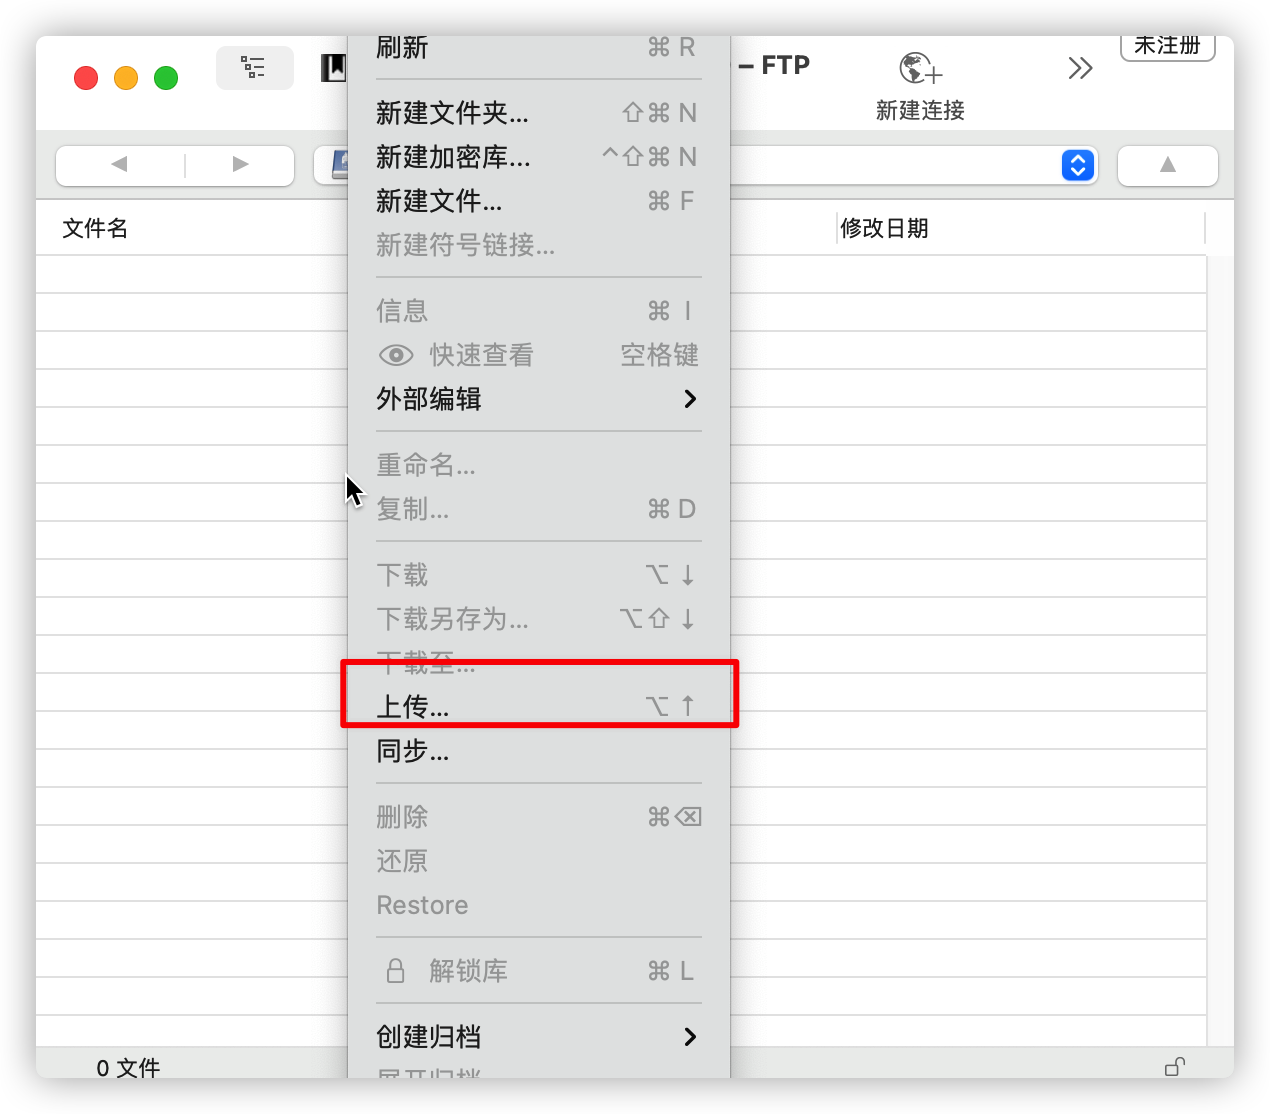 刷新 ⌘ R
– FTP
未注册
新建连接
新建文件夹... ⇧⌘ N
新建加密库... ^⇧⌘ N
新建文件... ⌘ F
新建符号链接...
文件名
修改日期
信息 ⌘ I
快速查看 空格键
外部编辑
重命名...
复制... ⌘ D
下载 ⌥ ↓
下载另存为... ⌥⇧ ↓
下载至...
上传... ⌥ ↑
同步...
删除 ⌘⌫
还原
Restore
解锁库 ⌘ L
创建归档
展开归档
0 文件